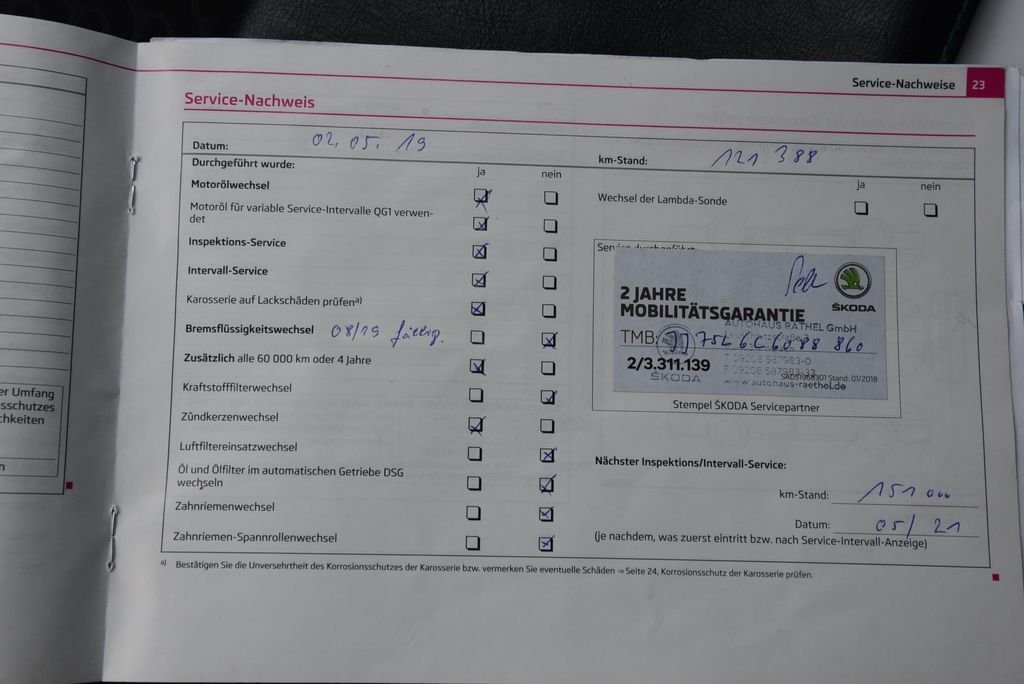 Service-Nachweise 23
Service-Nachweis
Datum: 02. 05. 19
km-Stand: 121 388
Durchgeführt wurde:
ja nein
ja nein
Motorölwechsel
Wechsel der Lambda-Sonde
Motoröl für variable Service-Intervalle QG1 verwen-
det
Inspektions-Service
Intervall-Service
Karosserie auf Lackschäden prüfen a)
Bremsflüssigkeitswechsel 08/19 fällig.
Zusätzlich alle 60 000 km oder 4 Jahre
Kraftstofffilterwechsel
Zündkerzenwechsel
Luftfiltereinsatzwechsel
Öl und Ölfilter im automatischen Getriebe DSG
wechseln
Zahnriemenwechsel
Zahnriemen-Spannrollenwechsel
2 JAHRE
MOBILITÄTSGARANTIE
ŠKODA
AUTOHAUS RÄTHEL GmbH
TMB:
2/3.311.139
ŠKODA
Stand: 01/2018
www.autohaus-raethel.de
Stempel ŠKODA Servicepartner
Nächster Inspektions/Intervall-Service:
km-Stand: 151 000
Datum: 05/21
(je nachdem, was zuerst eintritt bzw. nach Service-Intervall-Anzeige)
a) Bestätigen Sie die Unversehrtheit des Korrosionsschutzes der Karosserie bzw. vermerken Sie eventuelle Schäden ⇒ Seite 24, Korrosionsschutz der Karosserie prüfen.
er Umfang
sschutzes
chkeiten
n